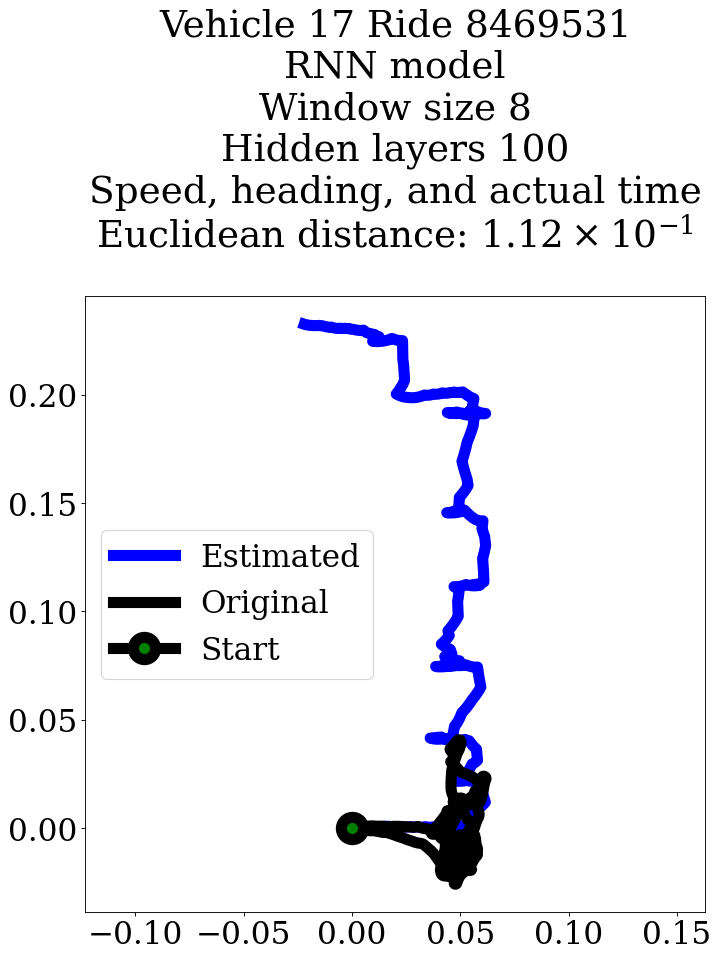 Vehicle 17 Ride 8469531
RNN model
Window size 8
Hidden layers 100
Speed, heading, and actual time
Euclidean distance: 1.12 × 10⁻¹
0.20
0.15
0.10
0.05
0.00
Estimated
Original
Start
−0.10 −0.05 0.00 0.05 0.10 0.15